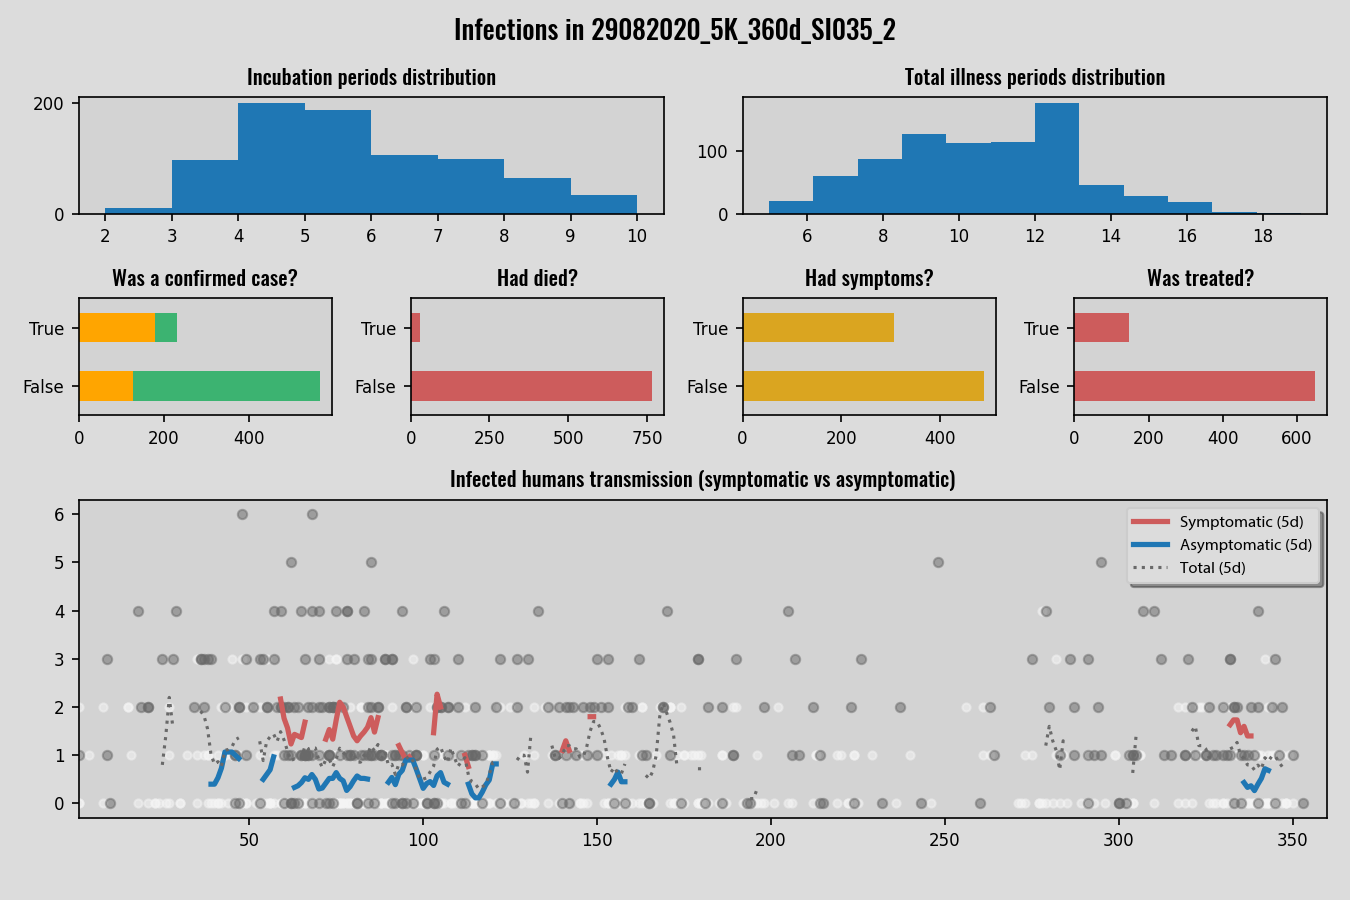 Infections in 29082020_5K_360d_SI035_2
Incubation periods distribution
200
0
2 3 4 5 6 7 8 9 10
Total illness periods distribution
100
0
6 8 10 12 14 16 18
Was a confirmed case?
True
False
0 200 400
Had died?
True
False
0 250 500 750
Had symptoms?
True
False
0 200 400
Was treated?
True
False
0 200 400 600
Infected humans transmission (symptomatic vs asymptomatic)
6
5
4
3
2
1
0
50 100 150 200 250 300 350
Symptomatic (5d)
Asymptomatic (5d)
Total (5d)